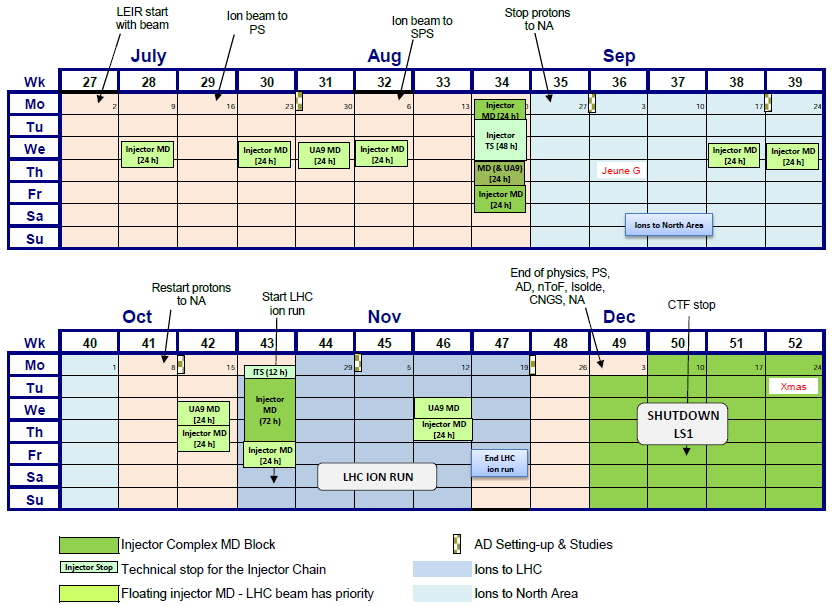 LEIR start
with beam
Ion beam to
PS
Ion beam to
SPS
Stop protons
to NA
July
Aug
Sep
Wk 27 28 29 30 31 32 33 34 35 36 37 38 39
Mo 2 9 16 23 30 6 13 27 3 10 17 24
Injector
MD [24 h]
Tu
Injector
TS [48 h]
We
Injector MD
[24 h]
Injector MD
[24 h]
UA9 MD
[24 h]
Injector MD
[24 h]
Injector MD
[24 h]
Injector MD
[24 h]
Th
MD (& UA9)
[24 h]
Jeune G
Fr
Injector MD
[24 h]
Sa
Ions to North Area
Su
Restart protons
to NA
Start LHC
ion run
End of physics, PS,
AD, nToF, Isolde,
CNGS, NA
CTF stop
Oct
Nov
Dec
Wk 40 41 42 43 44 45 46 47 48 49 50 51 52
Mo 1 8 15 29 5 12 19 26 3 10 17 24
ITS (12 h)
Tu
Xmas
Injector
MD
(72 h)
We
UA9 MD
[24 h]
UA9 MD
SHUTDOWN
LS1
Th
Injector MD
[24 h]
Injector MD
[24 h]
Fr
Injector MD
[24 h]
End LHC
ion run
Sa
LHC ION RUN
Su
Injector Complex MD Block
AD Setting-up & Studies
Injector Stop Technical stop for the Injector Chain
Ions to LHC
Floating injector MD - LHC beam has priority
Ions to North Area